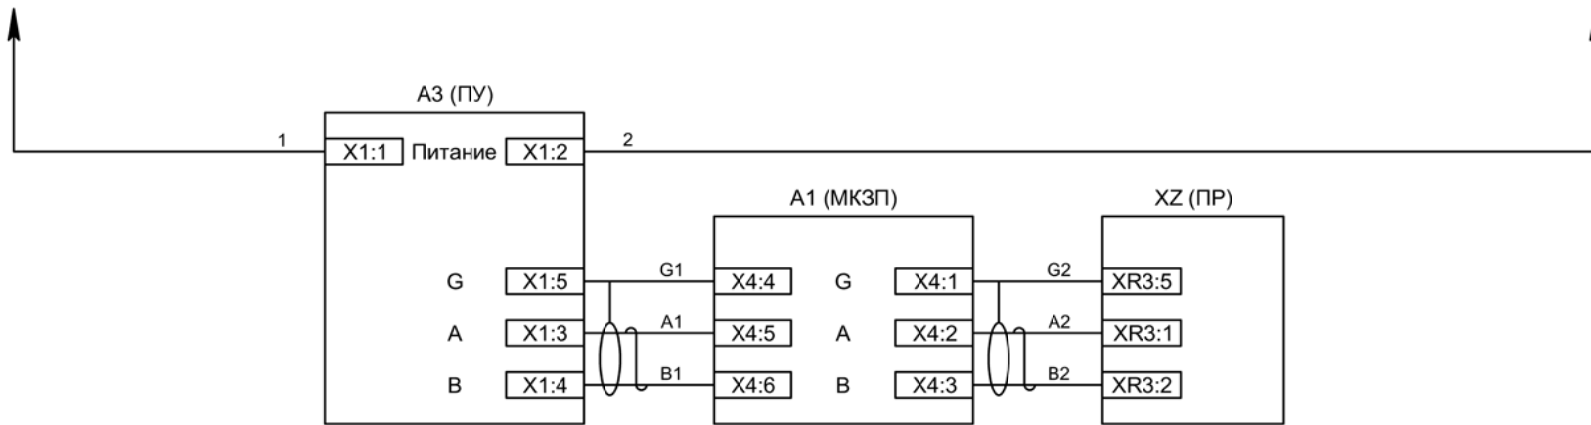 А3 (ПУ)
1 X1:1 Питание X1:2 2
А1 (МКЗП) XZ (ПР)
G X1:5 G1 X4:4 G X4:1 G2 XR3:5
A X1:3 A1 X4:5 A X4:2 A2 XR3:1
B X1:4 B1 X4:6 B X4:3 B2 XR3:2